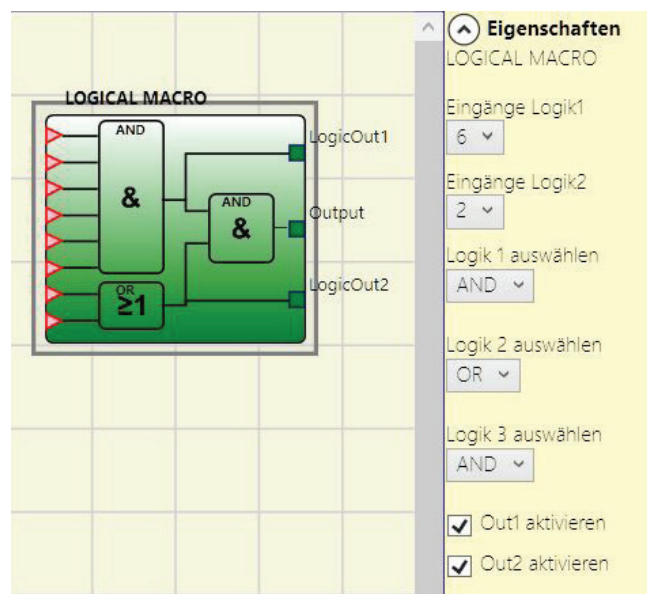 LOGICAL MACRO
AND
&
LogicOut1
AND
&
Output
OR
≥1
LogicOut2
Eigenschaften
LOGICAL MACRO
Eingänge Logik1
6
Eingänge Logik2
2
Logik 1 auswählen
AND
Logik 2 auswählen
OR
Logik 3 auswählen
AND
Out1 aktivieren
Out2 aktivieren